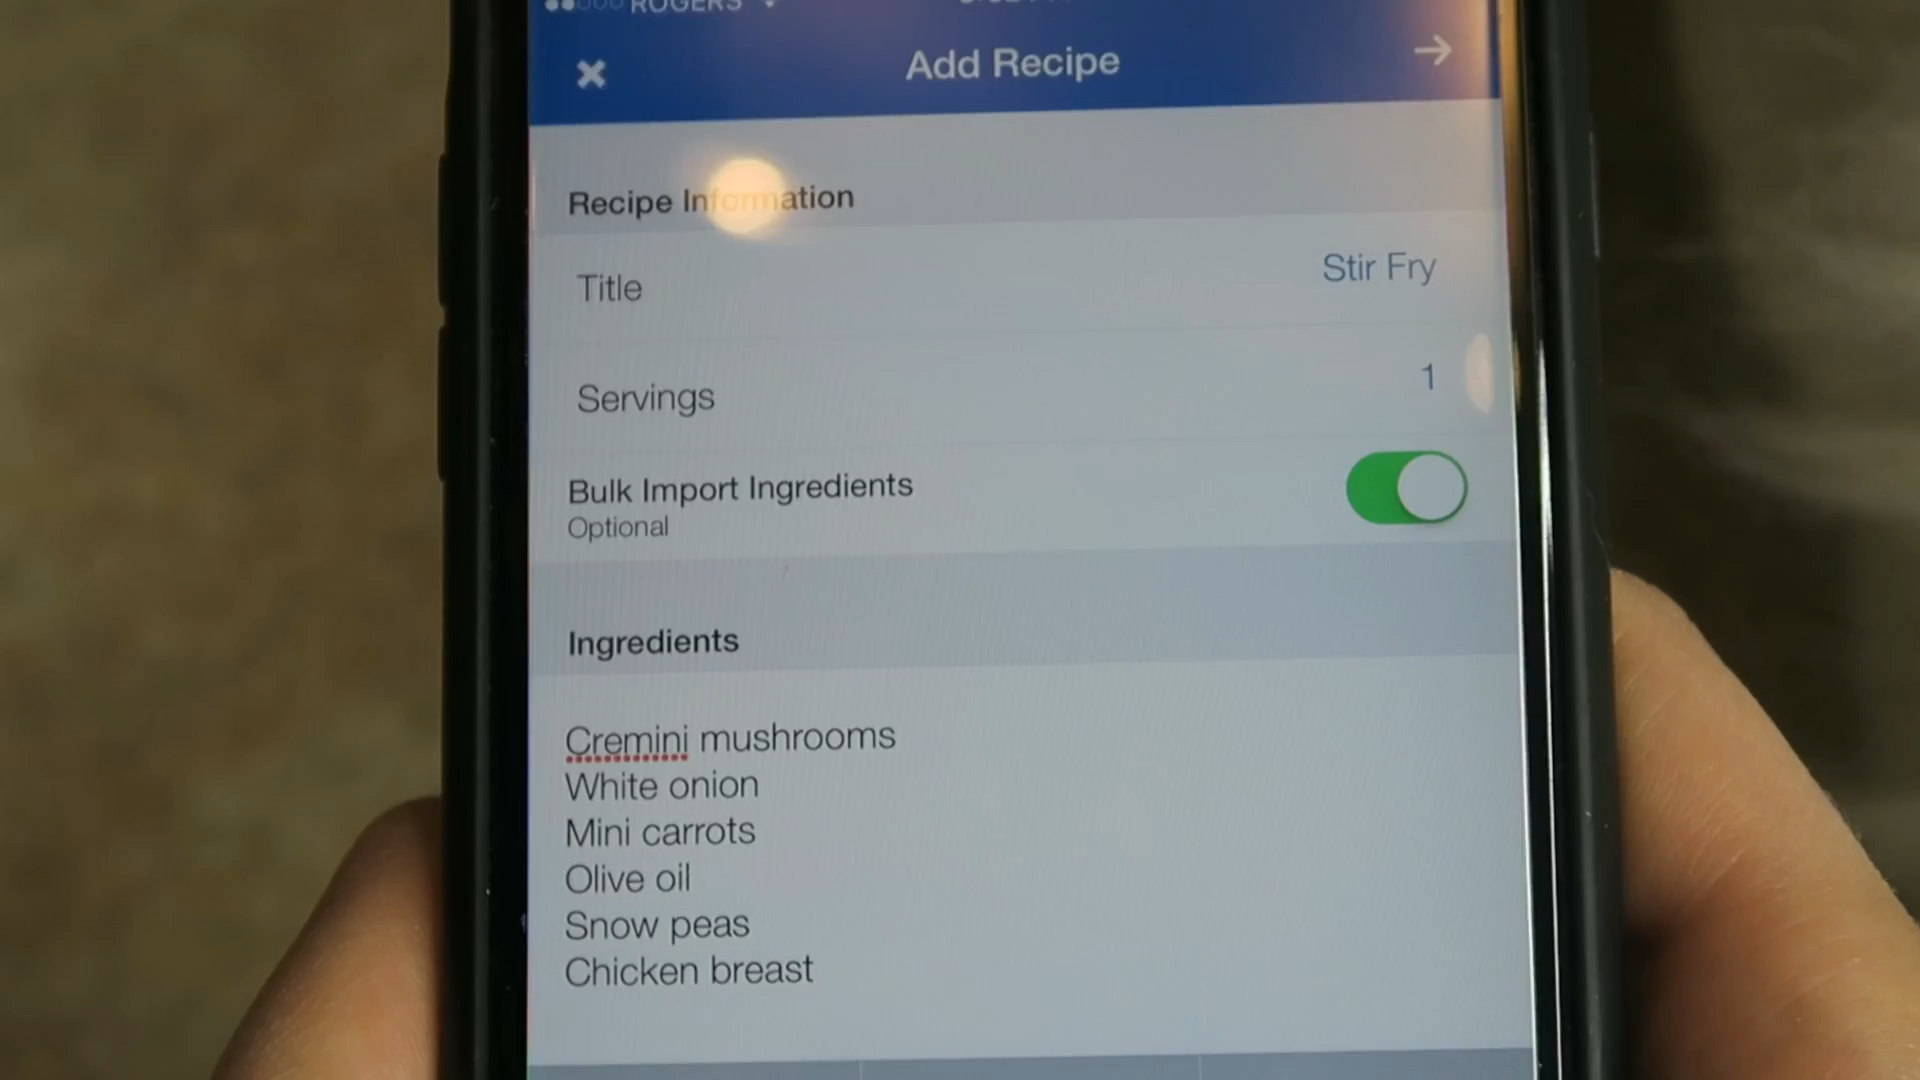 ROGERS
Add Recipe
Recipe Information
Title
Stir Fry
Servings
1
Bulk Import Ingredients
Optional
Ingredients
Cremini mushrooms
White onion
Mini carrots
Olive oil
Snow peas
Chicken breast